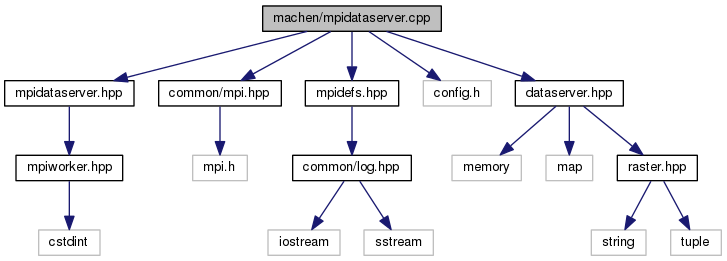 machen/mpidataserver.cpp
mpidataserver.hpp
common/mpi.hpp
mpidefs.hpp
config.h
dataserver.hpp
mpiworker.hpp
mpi.h
common/log.hpp
memory
map
raster.hpp
cstdint
iostream
sstream
string
tuple